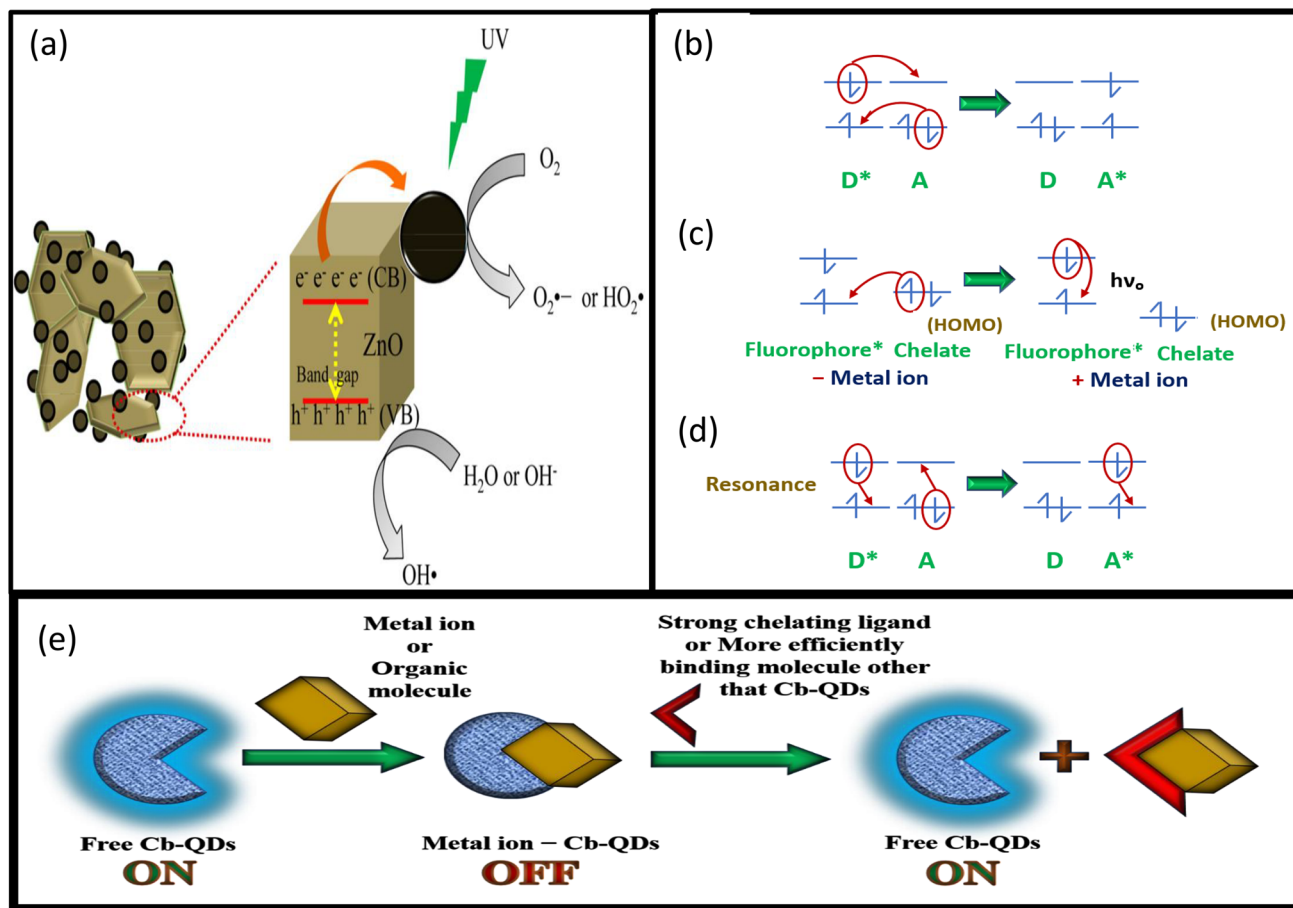 (a)
UV
O₂
e⁻ e⁻ e⁻ e⁻ (CB)
O₂•− or HO₂•
ZnO
Band gap
h⁺ h⁺ h⁺ h⁺ (VB)
H₂O or OH⁻
OH•
(b)
D* A D A*
(c)
hνₒ
(HOMO) (HOMO)
Fluorophore* Chelate Fluorophore* Chelate
– Metal ion + Metal ion
(d)
Resonance
D* A D A*
(e)
Metal ion
or
Organic
molecule
Strong chelating ligand
or More efficiently
binding molecule other
that Cb-QDs
Free Cb-QDs
ON
Metal ion – Cb-QDs
OFF
Free Cb-QDs
ON